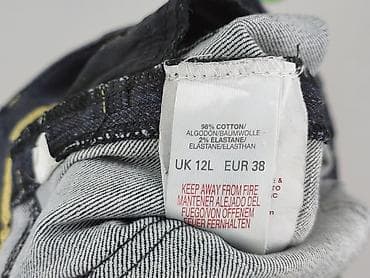 98% COTTON/
ALGODÓN/BAUMWOLLE
2% ELASTANE/
ELASTANE/ELASTHAN
UK 12L EUR 38
KEEP AWAY FROM FIRE
MANTENER ALEJADO DEL
FUEGO/VON OFFENEM
FEUER FERNHALTEN